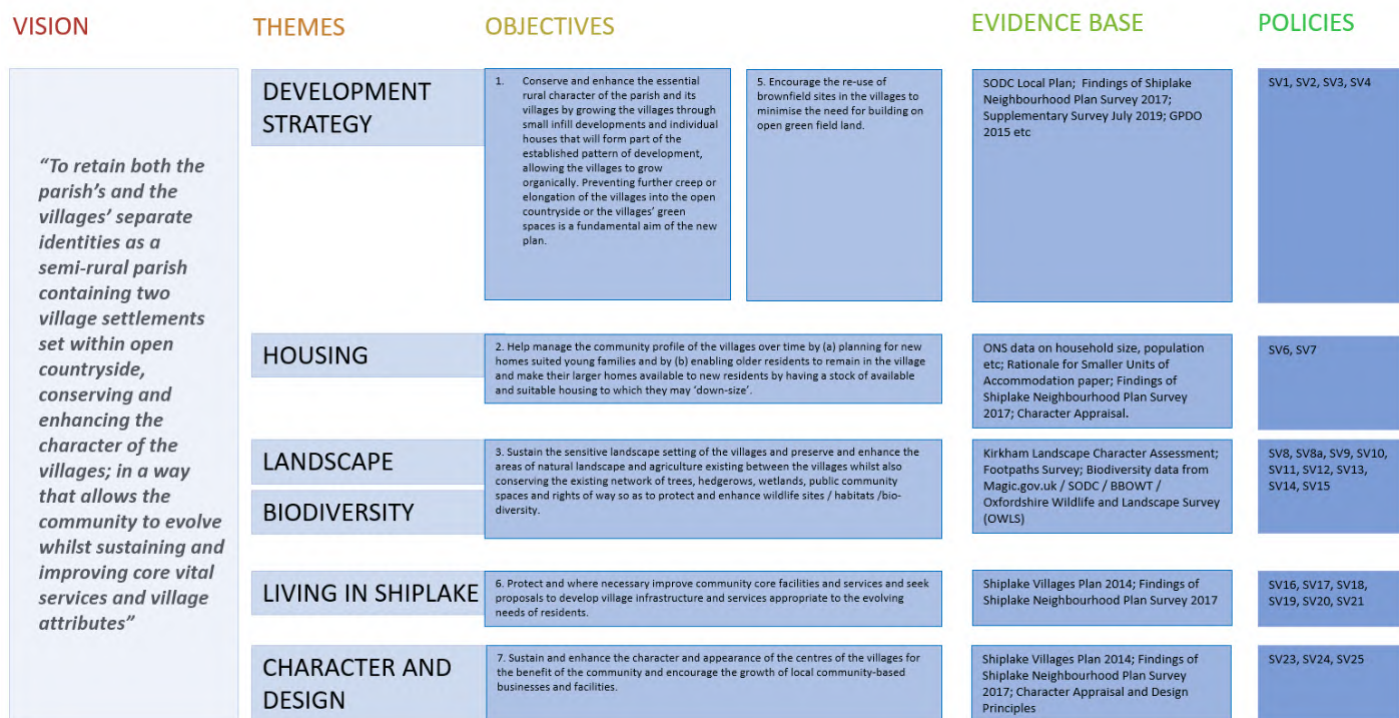 VISION
THEMES
OBJECTIVES
EVIDENCE BASE
POLICIES
“To retain both the
parish’s and the
villages’ separate
identities as a
semi-rural parish
containing two
village settlements
set within open
countryside,
conserving and
enhancing the
character of the
villages; in a way
that allows the
community to evolve
whilst sustaining and
improving core vital
services and village
attributes”
DEVELOPMENT
STRATEGY
1. Conserve and enhance the essential
rural character of the parish and its
villages by growing the villages through
small infill developments and individual
houses that will form part of the
established pattern of development,
allowing the villages to grow
organically. Preventing further creep or
elongation of the villages into the open
countryside or the villages’ green
spaces is a fundamental aim of the new
plan.
5. Encourage the re-use of
brownfield sites in the villages to
minimise the need for building on
open green field land.
SODC Local Plan; Findings of Shiplake
Neighbourhood Plan Survey 2017;
Supplementary Survey July 2019; GPDO
2015 etc
SV1, SV2, SV3, SV4
HOUSING
2. Help manage the community profile of the villages over time by (a) planning for new
homes suited young families and by (b) enabling older residents to remain in the village
and make their larger homes available to new residents by having a stock of available
and suitable housing to which they may ‘down-size’.
ONS data on household size, population
etc; Rationale for Smaller Units of
Accommodation paper; Findings of
Shiplake Neighbourhood Plan Survey
2017; Character Appraisal.
SV6, SV7
LANDSCAPE
BIODIVERSITY
3. Sustain the sensitive landscape setting of the villages and preserve and enhance the
areas of natural landscape and agriculture existing between the villages whilst also
conserving the existing network of trees, hedgerows, wetlands, public community
spaces and rights of way so as to protect and enhance wildlife sites / habitats /bio-
diversity.
Kirkham Landscape Character Assessment;
Footpaths Survey; Biodiversity data from
Magic.gov.uk / SODC / BBOWT /
Oxfordshire Wildlife and Landscape Survey
(OWLS)
SV8, SV8a, SV9, SV10,
SV11, SV12, SV13,
SV14, SV15
LIVING IN SHIPLAKE
6. Protect and where necessary improve community core facilities and services and seek
proposals to develop village infrastructure and services appropriate to the evolving
needs of residents.
Shiplake Villages Plan 2014; Findings of
Shiplake Neighbourhood Plan Survey 2017
SV16, SV17, SV18,
SV19, SV20, SV21
CHARACTER AND
DESIGN
7. Sustain and enhance the character and appearance of the centres of the villages for
the benefit of the community and encourage the growth of local community-based
businesses and facilities.
Shiplake Villages Plan 2014; Findings of
Shiplake Neighbourhood Plan Survey
2017; Character Appraisal and Design
Principles
SV23, SV24, SV25